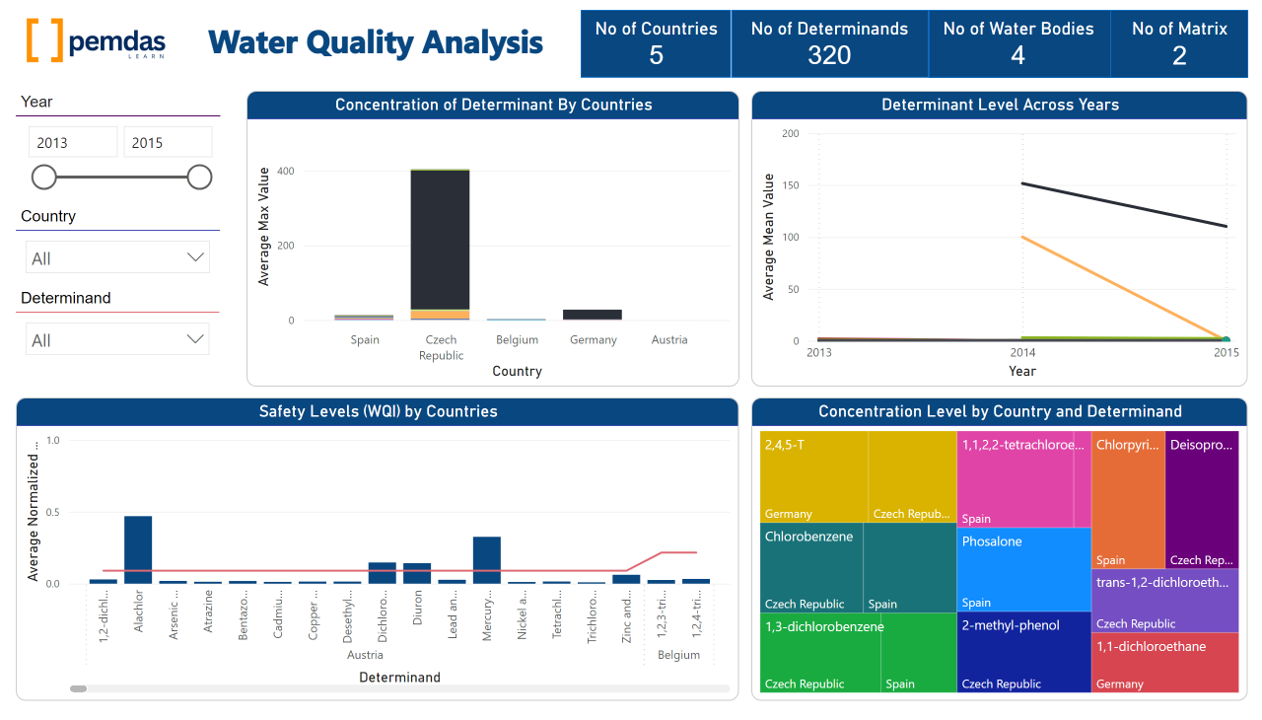 [ ] pemdas
LEARN
Water Quality Analysis
No of Countries
5
No of Determinands
320
No of Water Bodies
4
No of Matrix
2
Year
2013
2015
Country
All
Determinand
All
Concentration of Determinant By Countries
Average Max Value
400
200
0
Spain
Czech
Republic
Belgium
Germany
Austria
Country
Determinant Level Across Years
Average Mean Value
200
150
100
50
0
2013
2014
2015
Year
Safety Levels (WQI) by Countries
Average Normalized ...
1.0
0.5
0.0
1,2-dichl...
Alachlor
Arsenic ...
Atrazine
Bentazo...
Cadmiu...
Copper ...
Desethyl...
Dichloro...
Diuron
Lead an...
Mercury...
Nickel a...
Tetrachl...
Trichloro...
Zinc and...
1,2,3-tri...
1,2,4-tri...
Austria
Belgium
Determinand
Concentration Level by Country and Determinand
2,4,5-T
Germany
Czech Repub...
Chlorobenzene
Czech Republic
Spain
1,3-dichlorobenzene
Czech Republic
Spain
1,1,2,2-tetrachloroe...
Spain
Phosalone
Spain
2-methyl-phenol
Czech Republic
Chlorpyri...
Spain
Deisopro...
Czech Rep...
trans-1,2-dichloroeth...
Czech Republic
1,1-dichloroethane
Germany